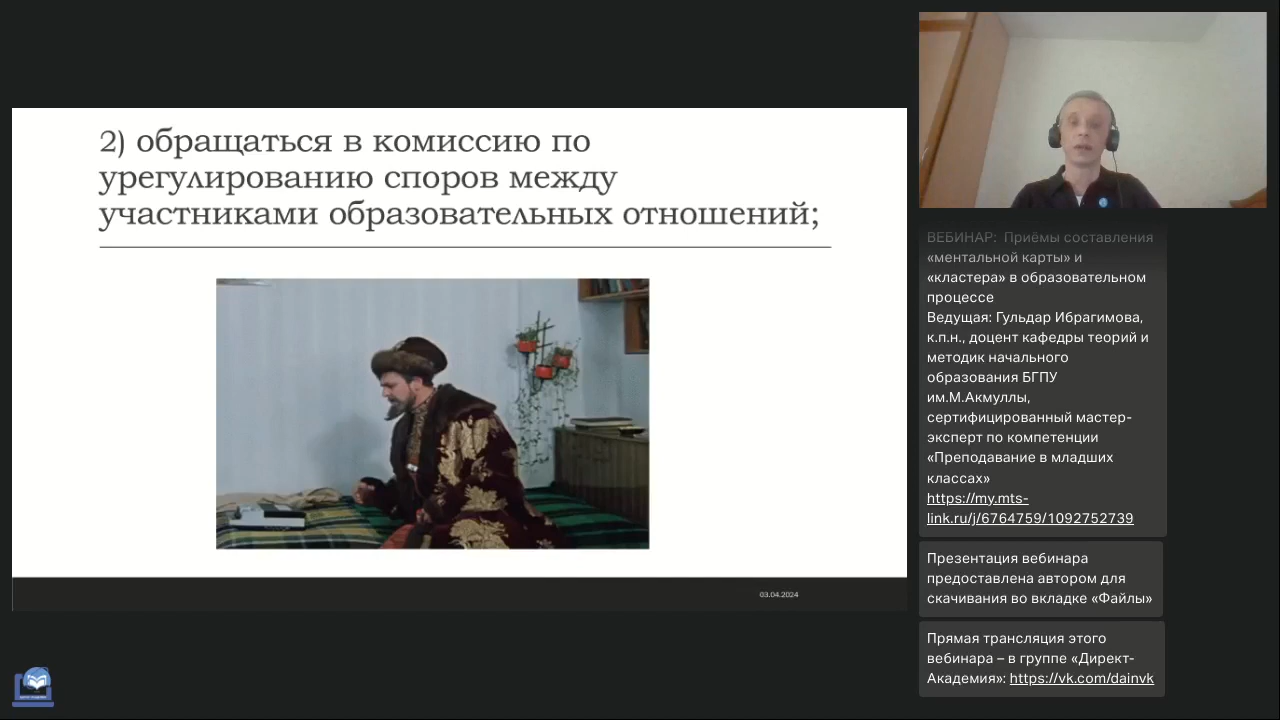 2) обращаться в комиссию по
урегулированию споров между
участниками образовательных отношений;
03.04.2024
ВЕБИНАР: Приёмы составления
«ментальной карты» и
«кластера» в образовательном
процессе
Ведущая: Гульдар Ибрагимова,
к.п.н., доцент кафедры теорий и
методик начального
образования БГПУ
им.М.Акмуллы,
сертифицированный мастер-
эксперт по компетенции
«Преподавание в младших
классах»
https://my.mts-
link.ru/j/6764759/1092752739
Презентация вебинара
предоставлена автором для
скачивания во вкладке «Файлы»
Прямая трансляция этого
вебинара – в группе «Директ-
Академия»: https://vk.com/dainvk